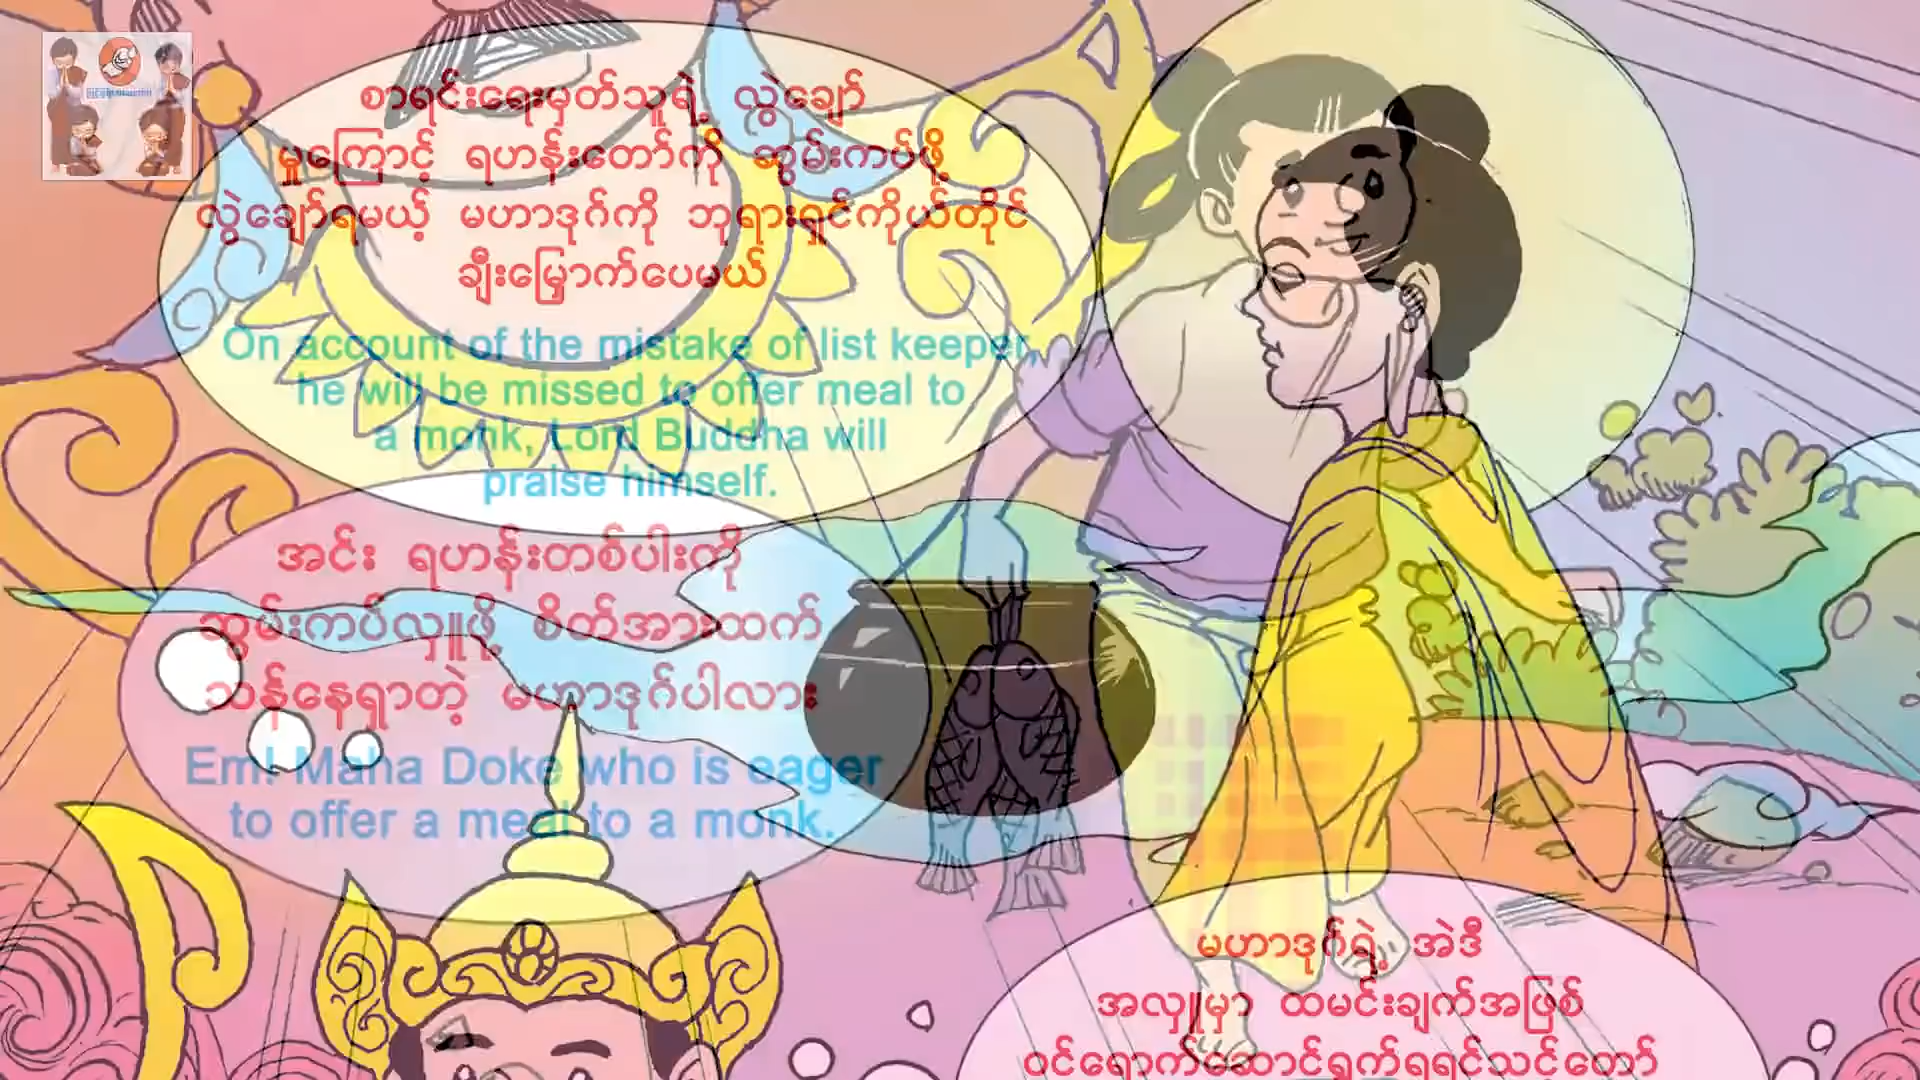 စာရင်းရေးမှတ်သူရဲ့ လွဲချော်
မှုကြောင့် ရဟန်းတော်ကို ဆွမ်းကပ်ဖို့
လွဲချော်ရမယ့် မဟာဒုဂ်ကို ဘုရားရှင်ကိုယ်တိုင်
ချီးမြှောက်ပေမယ်
On account of the mistake of list keeper,
he will be missed to offer meal to
a monk, Lord Buddha will
praise himself.
အင်း ရဟန်းတစ်ပါးကို
ဆွမ်းကပ်လှူဖို့ စိတ်အားထက်
သန်နေရှာတဲ့ မဟာဒုဂ်ပါလား
Em! Maha Doke who is eager
to offer a meal to a monk.
မဟာဒုဂ်ရဲ့ အဲဒီ
အလှူမှာ ထမင်းချက်အဖြစ်
ဝင်ရောက်ဆောင်ရွက်ရရင်သင့်တော်